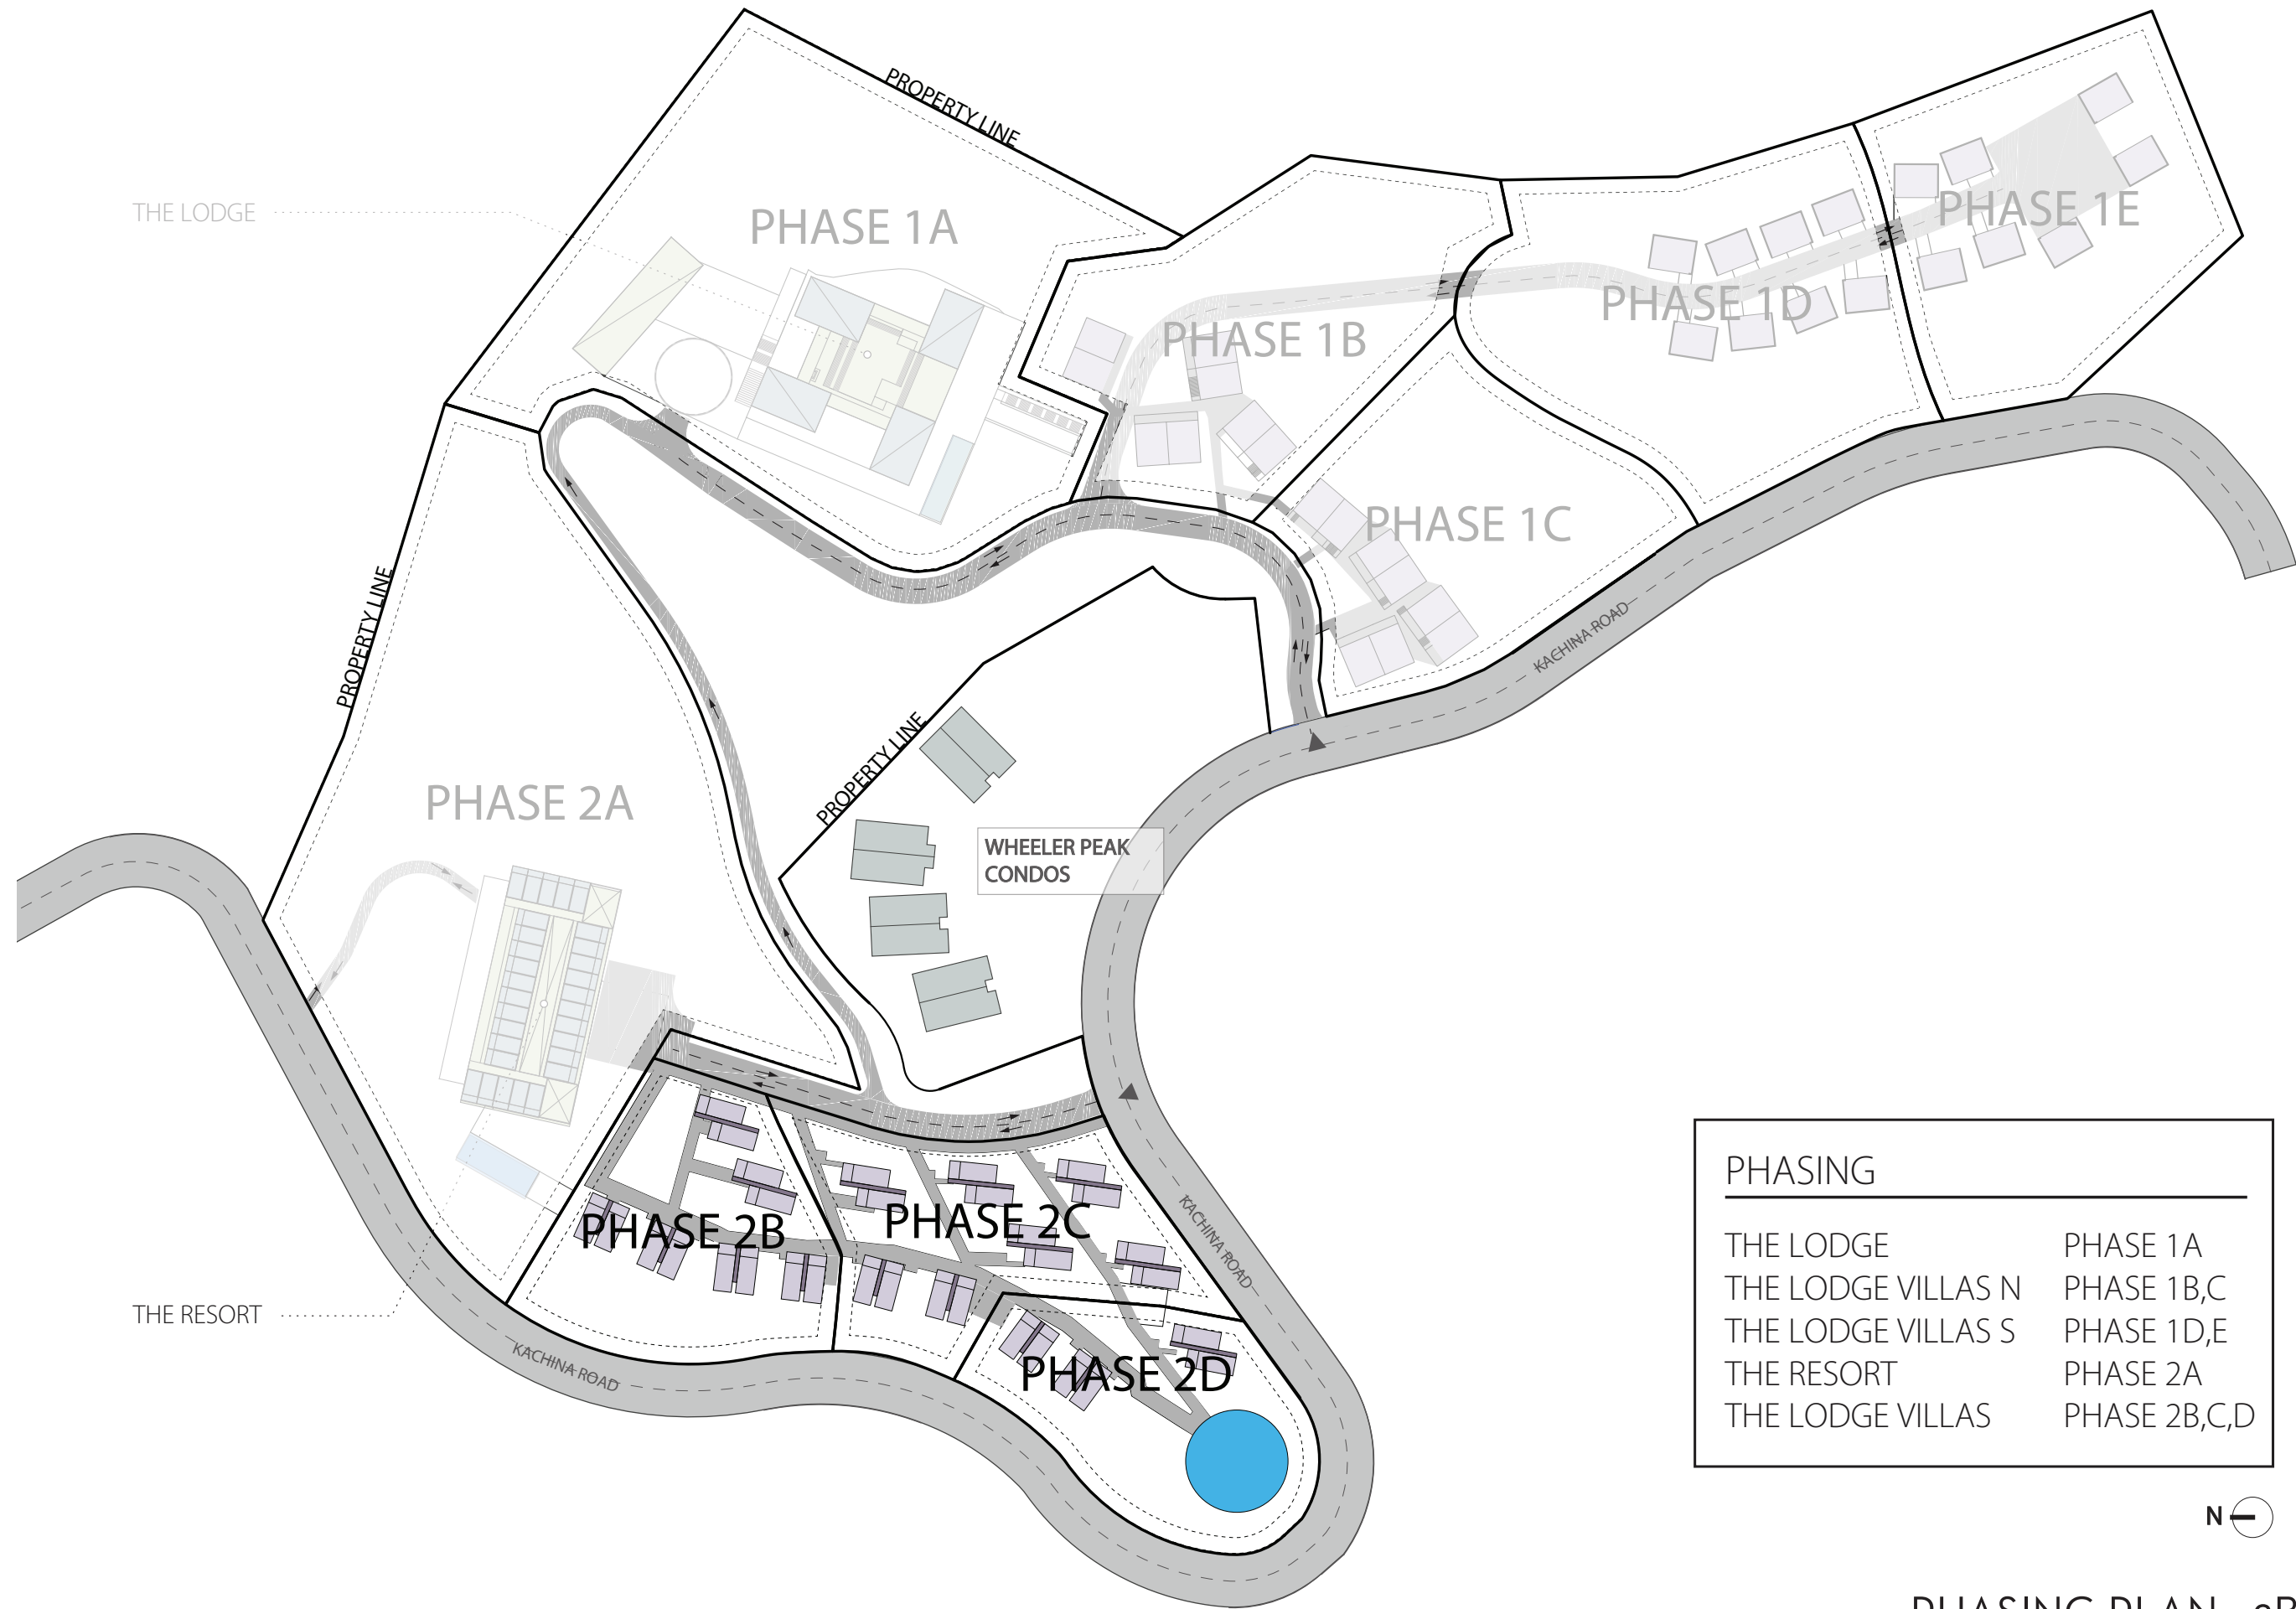 PROPERTY LINE
THE LODGE
PHASE 1A
PHASE 1E
PHASE 1D
PHASE 1B
PHASE 1C
PROPERTY LINE
KACHINA ROAD
PROPERTY LINE
PHASE 2A
WHEELER PEAK
CONDOS
PHASE 2B
PHASE 2C
KACHINA ROAD
THE RESORT
KACHINA ROAD
PHASE 2D
PHASING
THE LODGE PHASE 1A
THE LODGE VILLAS N PHASE 1B,C
THE LODGE VILLAS S PHASE 1D,E
THE RESORT PHASE 2A
THE LODGE VILLAS PHASE 2B,C,D
N
PHASING PLAN